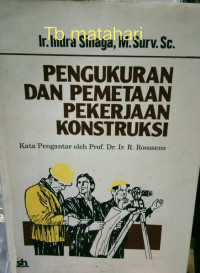 Tb matahari
Ir. Indra Sinaga, M. Surv. Sc.
PENGUKURAN
DAN PEMETAAN
PEKERJAAN
KONSTRUKSI
Kata Pengantar oleh Prof. Dr. Ir. R. Roosseno
sh